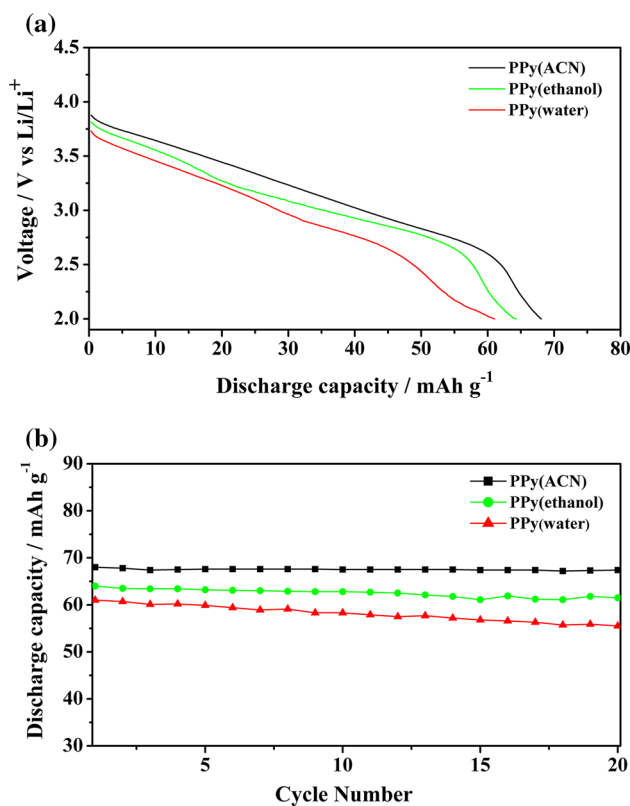 (a)
4.5
4.0
3.5
3.0
2.5
2.0
Voltage / V vs Li/Li⁺
PPy(ACN)
PPy(ethanol)
PPy(water)
0 10 20 30 40 50 60 70 80
Discharge capacity / mAh g⁻¹
(b)
90
80
70
60
50
40
30
Discharge capacity / mAh g⁻¹
PPy(ACN)
PPy(ethanol)
PPy(water)
5 10 15 20
Cycle Number